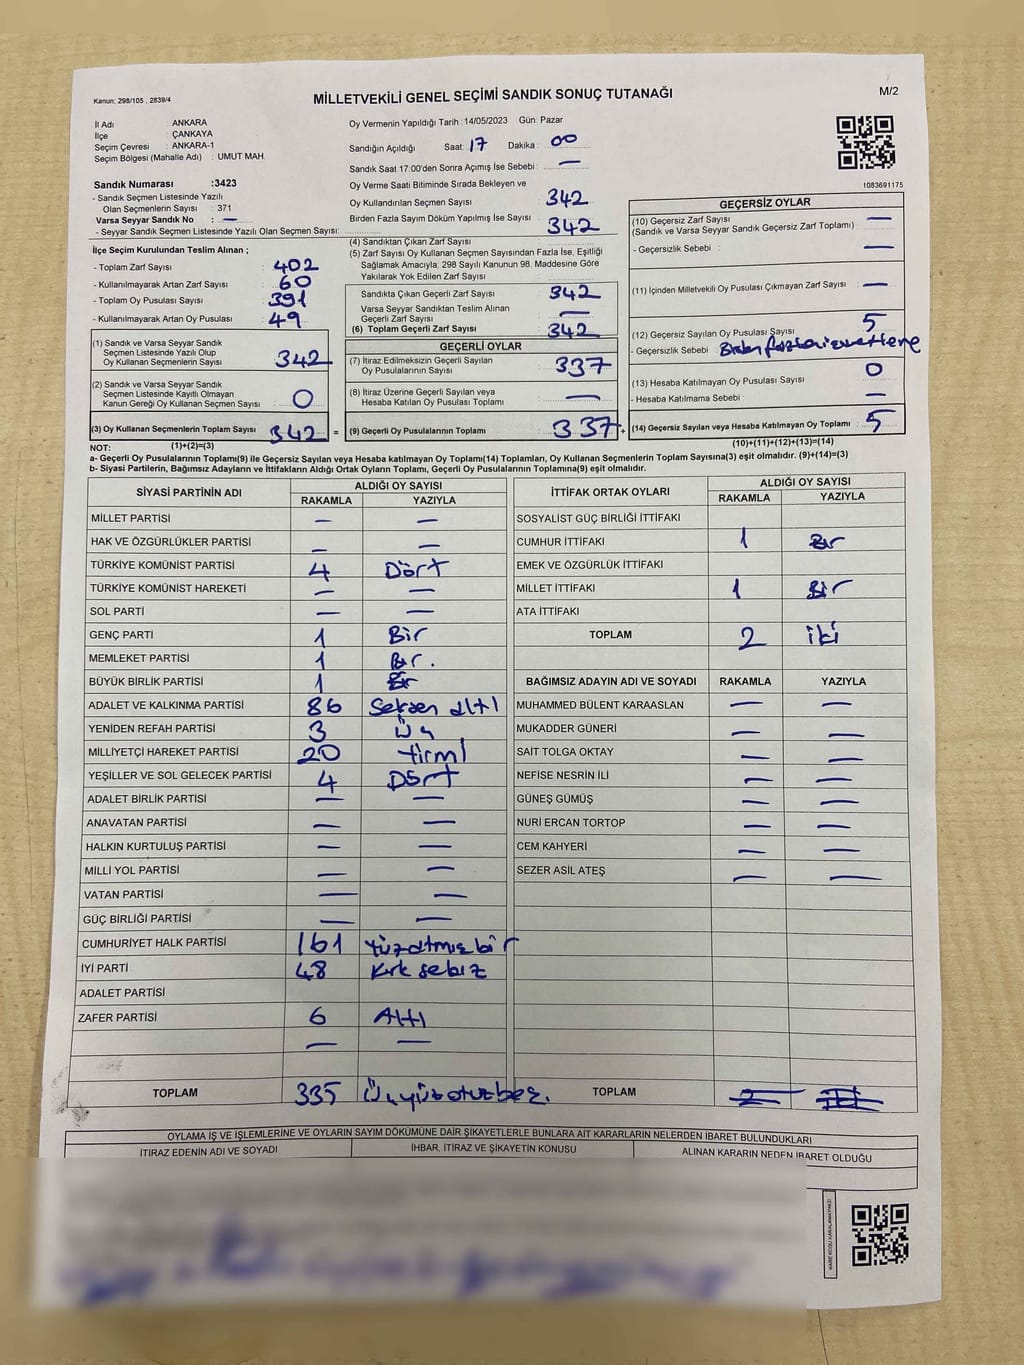 Kanun: 298/105 , 2839/4
MİLLETVEKİLİ GENEL SEÇİMİ SANDIK SONUÇ TUTANAĞI
M/2
İl Adı : ANKARA
İlçe : ÇANKAYA
Seçim Çevresi : ANKARA-1
Seçim Bölgesi (Mahalle Adı) : UMUT MAH.
Oy Vermenin Yapıldığı Tarih :14/05/2023 Gün: Pazar
Sandığın Açıldığı Saat: 17 Dakika : 00
Sandık Saat 17:00'den Sonra Açımış İse Sebebi : —
Oy Verme Saati Bitiminde Sırada Bekleyen ve
Oy Kullandırılan Seçmen Sayısı 342
Birden Fazla Sayım Döküm Yapılmış İse Sayısı : 342
1083691175
Sandık Numarası :3423
- Sandık Seçmen Listesinde Yazılı
Olan Seçmenlerin Sayısı : 371
Varsa Seyyar Sandık No : —
- Seyyar Sandık Seçmen Listesinde Yazılı Olan Seçmen Sayısı:
İlçe Seçim Kurulundan Teslim Alınan ;
- Toplam Zarf Sayısı : 402
- Kullanılmayarak Artan Zarf Sayısı : 60
- Toplam Oy Pusulası Sayısı : 391
- Kullanılmayarak Artan Oy Pusulası : 49
(1) Sandık ve Varsa Seyyar Sandık
Seçmen Listesinde Yazılı Olup
Oy Kullanan Seçmenlerin Sayısı : 342
(2) Sandık ve Varsa Seyyar Sandık
Seçmen Listesinde Kayıtlı Olmayan
Kanun Gereği Oy Kullanan Seçmen Sayısı : 0
(3) Oy Kullanan Seçmenlerin Toplam Sayısı : 342 =
(4) Sandıktan Çıkan Zarf Sayısı :
(5) Zarf Sayısı Oy Kullanan Seçmen Sayısından Fazla İse, Eşitliği
Sağlamak Amacıyla, 298 Sayılı Kanunun 98. Maddesine Göre
Yakılarak Yok Edilen Zarf Sayısı :
Sandıkta Çıkan Geçerli Zarf Sayısı : 342
Varsa Seyyar Sandıktan Teslim Alınan
Geçerli Zarf Sayısı : —
(6) Toplam Geçerli Zarf Sayısı : 342
GEÇERLİ OYLAR
(7) İtiraz Edilmeksizin Geçerli Sayılan
Oy Pusulalarının Sayısı : 337
(8) İtiraz Üzerine Geçerli Sayılan veya
Hesaba Katılan Oy Pusulası Toplamı : —
(9) Geçerli Oy Pusulalarının Toplamı : 337 +
GEÇERSİZ OYLAR
(10) Geçersiz Zarf Sayısı : —
(Sandık ve Varsa Seyyar Sandık Geçersiz Zarf Toplamı)
- Geçersizlik Sebebi : —
(11) İçinden Milletvekili Oy Pusulası Çıkmayan Zarf Sayısı : —
(12) Geçersiz Sayılan Oy Pusulası Sayısı : 5
- Geçersizlik Sebebi
(13) Hesaba Katılmayan Oy Pusulası Sayısı : 0
- Hesaba Katılmama Sebebi : —
(14) Geçersiz Sayılan veya Hesaba Katılmayan Oy Toplamı : 5
NOT: (1)+(2)=(3)
(10)+(11)+(12)+(13)=(14)
a- Geçerli Oy Pusulalarının Toplamı(9) ile Geçersiz Sayılan veya Hesaba Katılmayan Oy Toplamı(14) Toplamları, Oy Kullanan Seçmenlerin Toplam Sayısına(3) eşit olmalıdır. (9)+(14)=(3)
b- Siyasi Partilerin, Bağımsız Adayların ve İttifakların Aldığı Ortak Oyların Toplamı, Geçerli Oy Pusulalarının Toplamına(9) eşit olmalıdır.
SİYASİ PARTİNİN ADI ALDIĞI OY SAYISI
RAKAMLA YAZIYLA
MİLLET PARTİSİ — —
HAK VE ÖZGÜRLÜKLER PARTİSİ — —
TÜRKİYE KOMÜNİST PARTİSİ 4 Dört
TÜRKİYE KOMÜNİST HAREKETİ — —
SOL PARTİ — —
GENÇ PARTİ 1 Bir
MEMLEKET PARTİSİ 1 Bir.
BÜYÜK BİRLİK PARTİSİ 1 Bir
ADALET VE KALKINMA PARTİSİ 86 Seksen altı
YENİDEN REFAH PARTİSİ 3 Üç
MİLLİYETÇİ HAREKET PARTİSİ 20 Yirmi
YEŞİLLER VE SOL GELECEK PARTİSİ 4 Dört
ADALET BİRLİK PARTİSİ — —
ANAVATAN PARTİSİ — —
HALKIN KURTULUŞ PARTİSİ — —
MİLLİ YOL PARTİSİ — —
VATAN PARTİSİ — —
GÜÇ BİRLİĞİ PARTİSİ — —
CUMHURİYET HALK PARTİSİ 161 Yüzatmışbir
İYİ PARTİ 48 Kırk sekiz
ADALET PARTİSİ
ZAFER PARTİSİ 6 Altı
— —
TOPLAM 335 Üçyüzotuzbeş.
İTTİFAK ORTAK OYLARI ALDIĞI OY SAYISI
RAKAMLA YAZIYLA
SOSYALİST GÜÇ BİRLİĞİ İTTİFAKI
CUMHUR İTTİFAKI 1 Bir
EMEK VE ÖZGÜRLÜK İTTİFAKI
MİLLET İTTİFAKI 1 Bir
ATA İTTİFAKI
TOPLAM 2 iki
BAĞIMSIZ ADAYIN ADI VE SOYADI RAKAMLA YAZIYLA
MUHAMMED BÜLENT KARAASLAN — —
MUKADDER GÜNERİ — —
SAİT TOLGA OKTAY — —
NEFİSE NESRİN İLİ — —
GÜNEŞ GÜMÜŞ — —
NURİ ERCAN TORTOP — —
CEM KAHYERİ — —
SEZER ASİL ATEŞ — —
TOPLAM 2 iki
OYLAMA İŞ VE İŞLEMLERİNE VE OYLARIN SAYIM DÖKÜMÜNE DAİR ŞİKAYETLERLE BUNLARA AİT KARARLARIN NELERDEN İBARET BULUNDUKLARI
İTİRAZ EDENİN ADI VE SOYADI İHBAR, İTİRAZ VE ŞİKAYETİN KONUSU ALINAN KARARIN NEDEN İBARET OLDUĞU